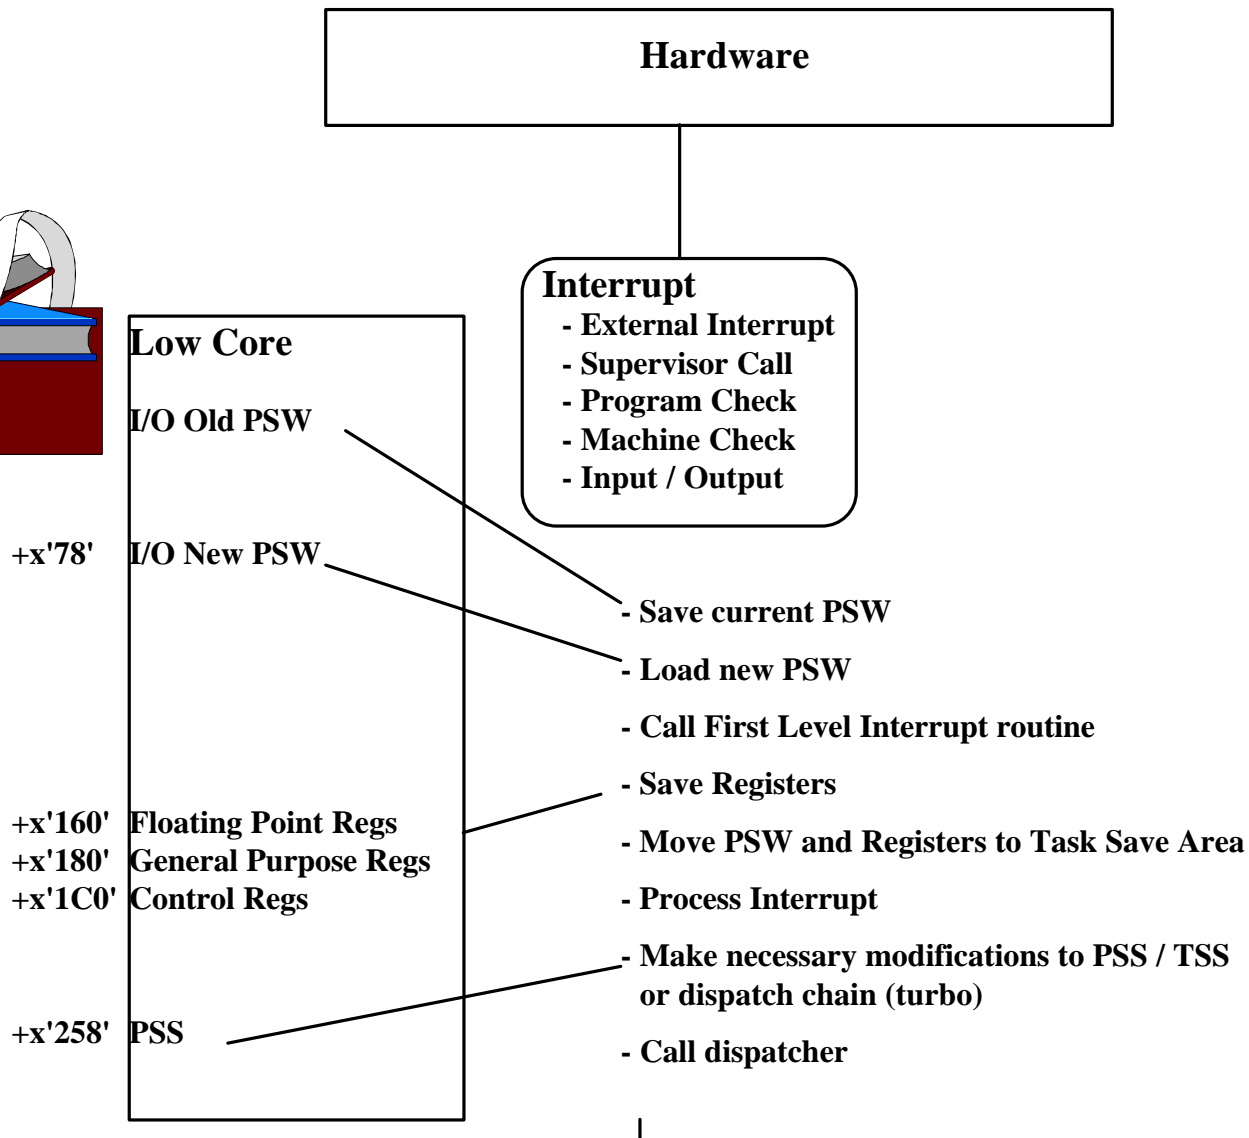 Hardware
Interrupt
- External Interrupt
- Supervisor Call
- Program Check
- Machine Check
- Input / Output
Low Core
I/O Old PSW
+x'78' I/O New PSW
+x'160' Floating Point Regs
+x'180' General Purpose Regs
+x'1C0' Control Regs
+x'258' PSS
- Save current PSW
- Load new PSW
- Call First Level Interrupt routine
- Save Registers
- Move PSW and Registers to Task Save Area
- Process Interrupt
- Make necessary modifications to PSS / TSS
or dispatch chain (turbo)
- Call dispatcher